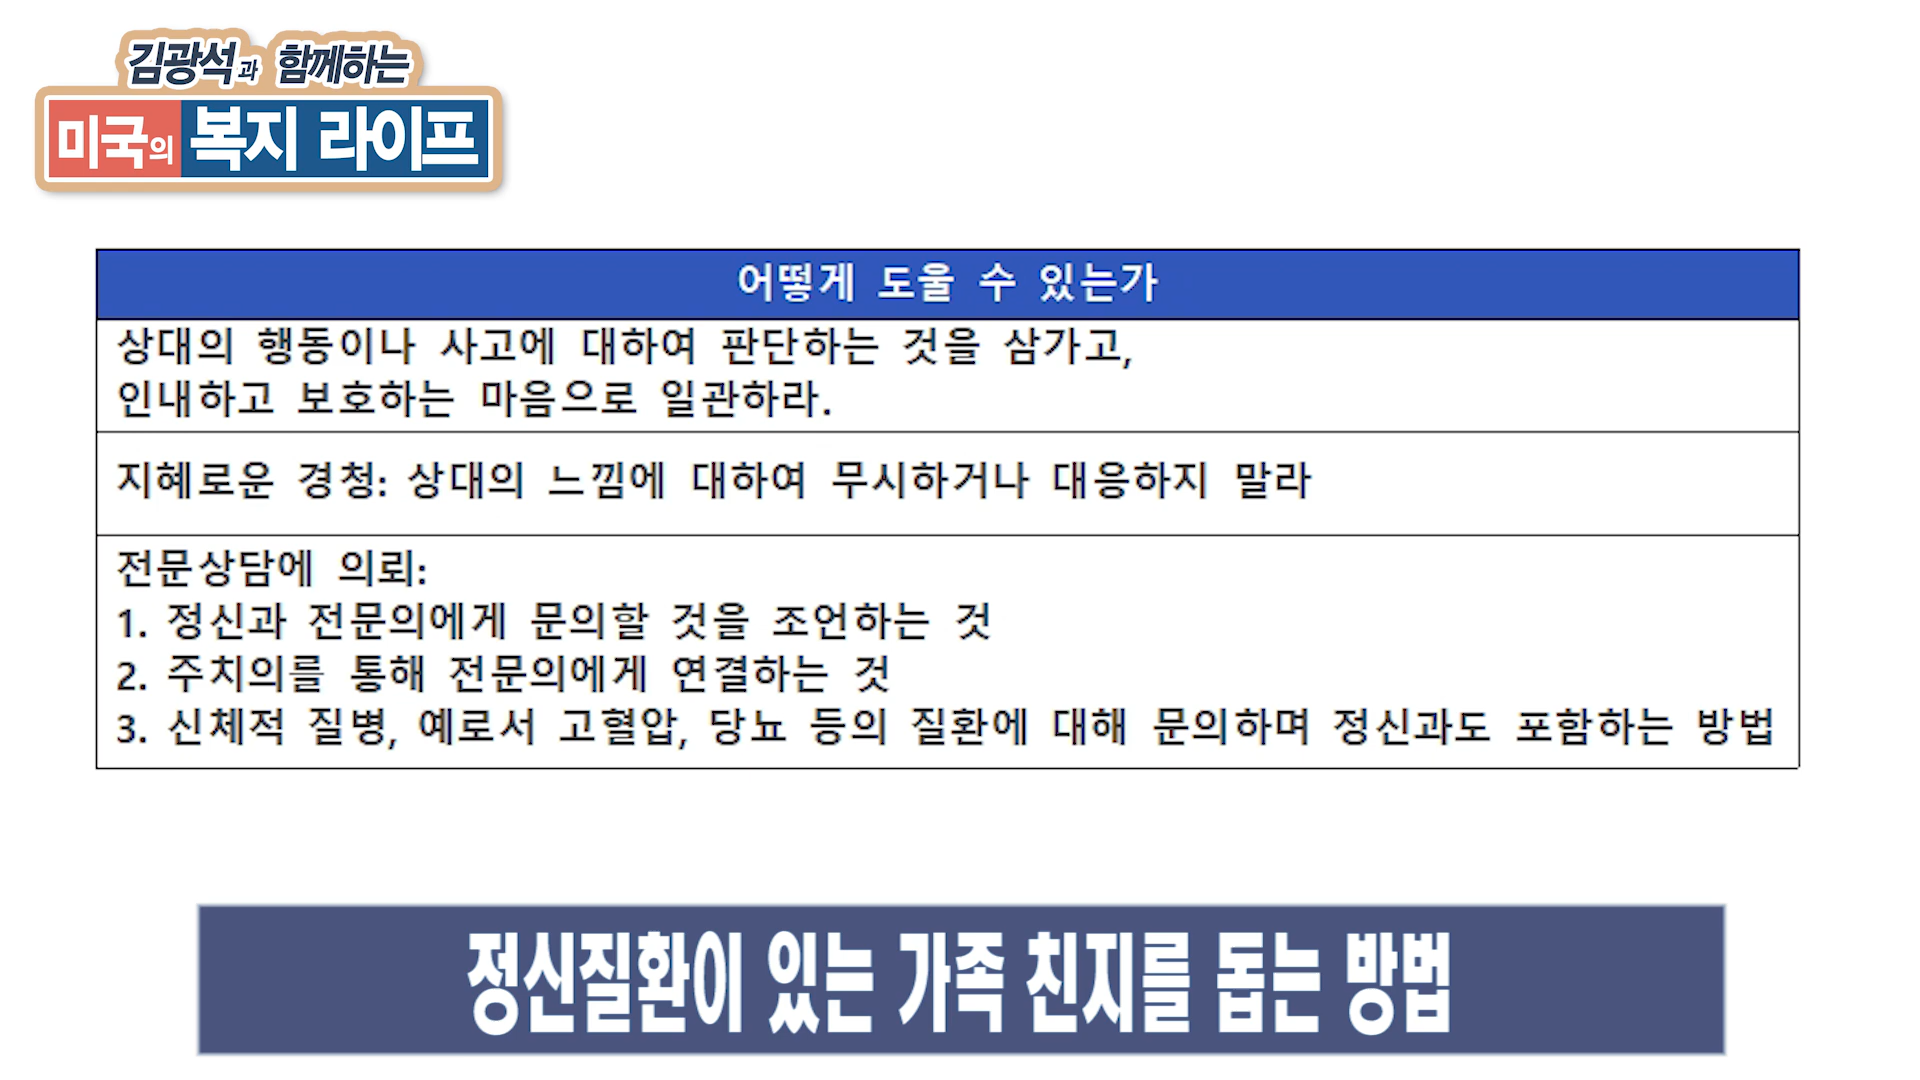 김광석과 함께하는
미국의 복지 라이프
어떻게 도울 수 있는가
상대의 행동이나 사고에 대하여 판단하는 것을 삼가고,
인내하고 보호하는 마음으로 일관하라.
지혜로운 경청: 상대의 느낌에 대하여 무시하거나 대응하지 말라
전문상담에 의뢰:
1. 정신과 전문의에게 문의할 것을 조언하는 것
2. 주치의를 통해 전문의에게 연결하는 것
3. 신체적 질병, 예로서 고혈압, 당뇨 등의 질환에 대해 문의하며 정신과도 포함하는 방법
정신질환이 있는 가족 친지를 돕는 방법